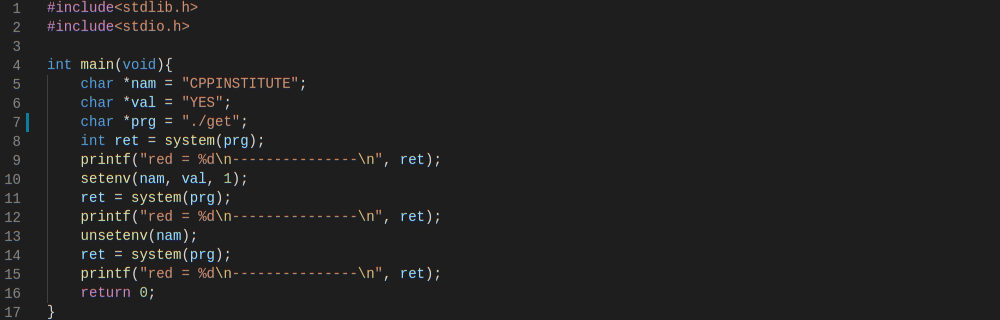 1 #include<stdlib.h>
2 #include<stdio.h>
3
4 int main(void){
5     char *nam = "CPPINSTITUTE";
6     char *val = "YES";
7     char *prg = "./get";
8     int ret = system(prg);
9     printf("red = %d\n---------------\n", ret);
10     setenv(nam, val, 1);
11     ret = system(prg);
12     printf("red = %d\n---------------\n", ret);
13     unsetenv(nam);
14     ret = system(prg);
15     printf("red = %d\n---------------\n", ret);
16     return 0;
17 }